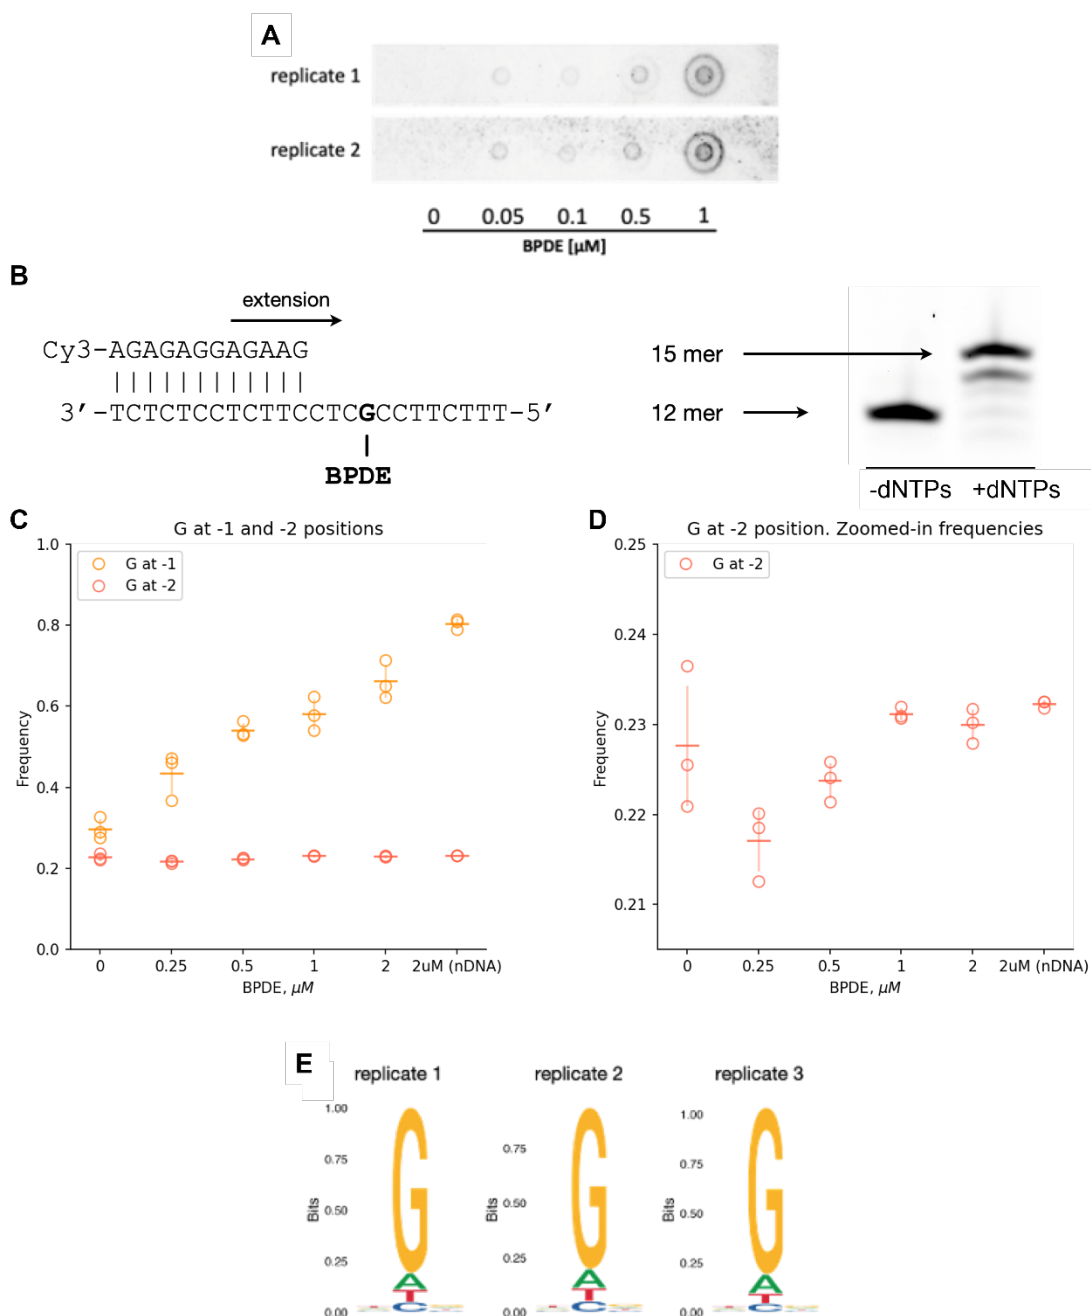 A
replicate 1
replicate 2
0 0.05 0.1 0.5 1
BPDE [µM]
B
extension
Cy3-AGAGAGGAGAAG
3′-TCTCTCCTCTTCCTCGCCTTCTTT-5′
BPDE
15 mer
12 mer
-dNTPs +dNTPs
C
G at -1 and -2 positions
G at -1
G at -2
1.0
0.8
0.6
0.4
0.2
0.0
Frequency
0 0.25 0.5 1 2 2uM (nDNA)
BPDE, μM
D
G at -2 position. Zoomed-in frequencies
G at -2
0.25
0.24
0.23
0.22
0.21
Frequency
0 0.25 0.5 1 2 2uM (nDNA)
BPDE, μM
E
replicate 1
1.00
0.75
0.50
0.25
0.00
Bits
G
A
T
C
replicate 2
0.75
0.50
0.25
0.00
Bits
G
A
T
C
replicate 3
1.00
0.75
0.50
0.25
0.00
Bits
G
A
T
C